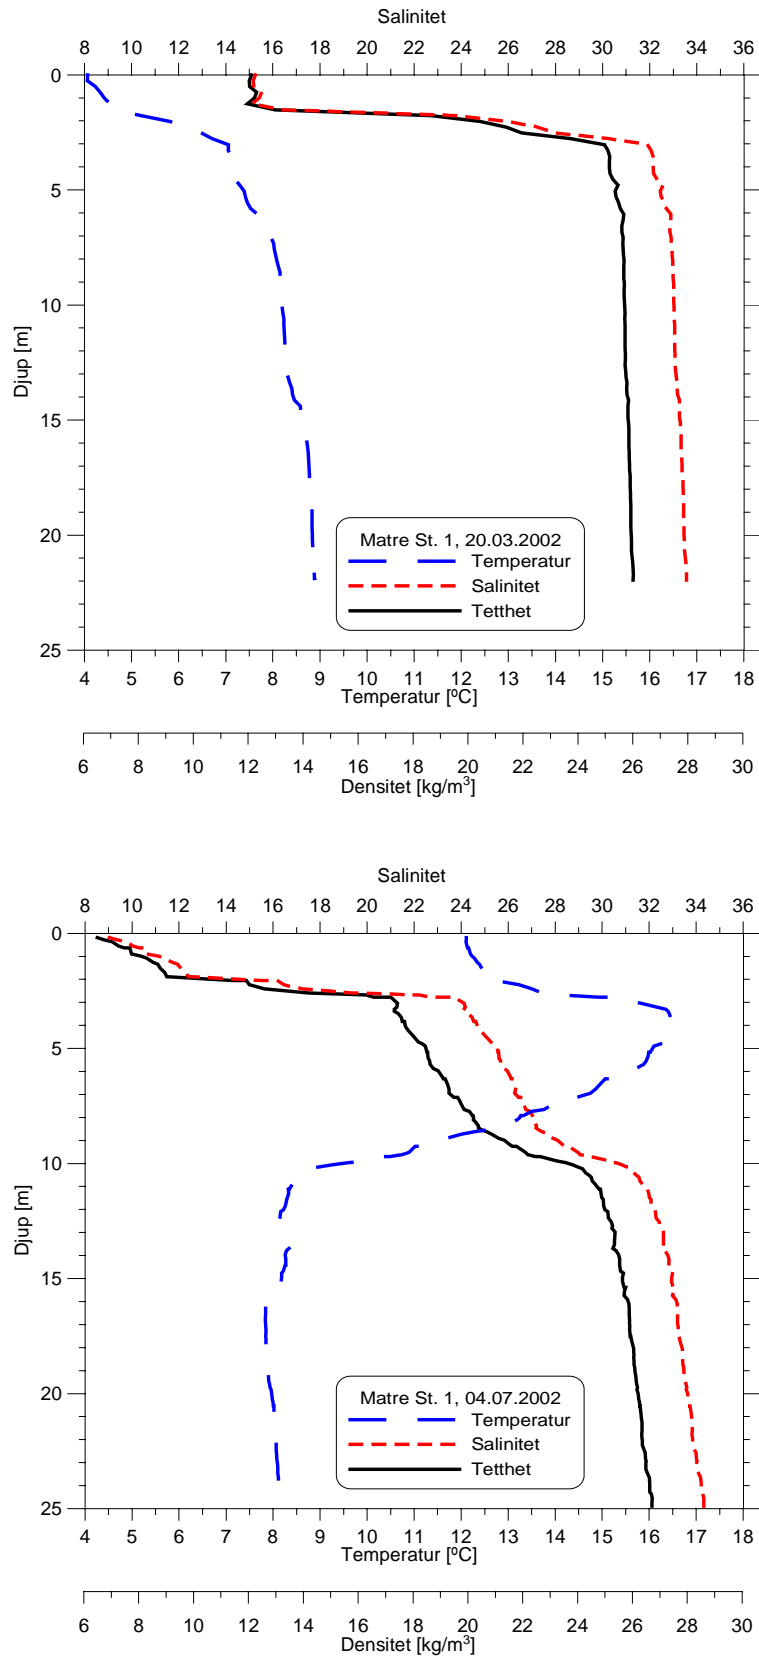 Salinitet
8 10 12 14 16 18 20 22 24 26 28 30 32 34 36
0
5
10
15
20
25
Djup [m]
Matre St. 1, 20.03.2002
Temperatur
Salinitet
Tetthet
4 5 6 7 8 9 10 11 12 13 14 15 16 17 18
Temperatur [ºC]
6 8 10 12 14 16 18 20 22 24 26 28 30
Densitet [kg/m³]
Salinitet
8 10 12 14 16 18 20 22 24 26 28 30 32 34 36
0
5
10
15
20
25
Djup [m]
Matre St. 1, 04.07.2002
Temperatur
Salinitet
Tetthet
4 5 6 7 8 9 10 11 12 13 14 15 16 17 18
Temperatur [ºC]
6 8 10 12 14 16 18 20 22 24 26 28 30
Densitet [kg/m³]